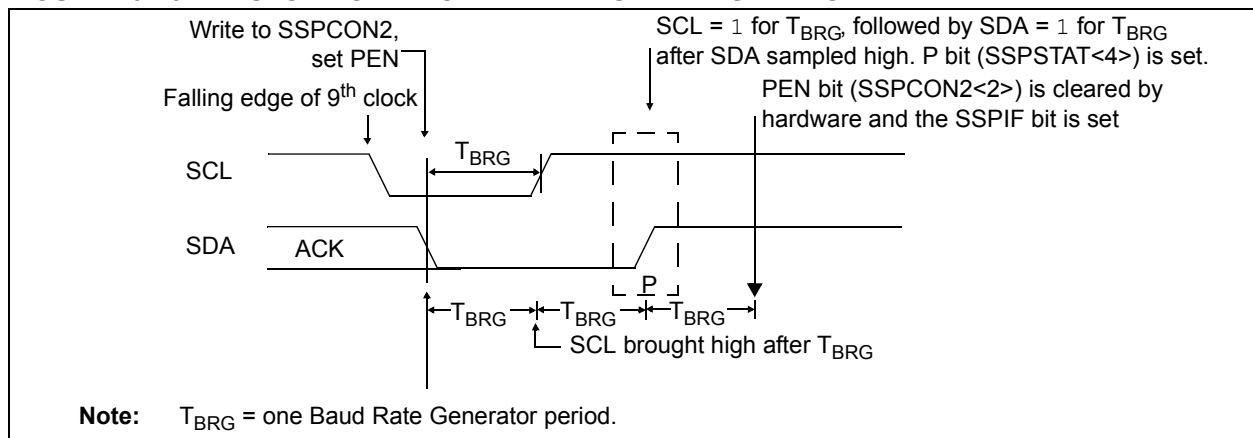 Write to SSPCON2,
set PEN
SCL = 1 for TBRG, followed by SDA = 1 for TBRG
after SDA sampled high. P bit (SSPSTAT<4>) is set.
Falling edge of 9th clock
PEN bit (SSPCON2<2>) is cleared by
hardware and the SSPIF bit is set
SCL
TBRG
SDA
ACK
P
TBRG
TBRG
TBRG
SCL brought high after TBRG
Note: TBRG = one Baud Rate Generator period.